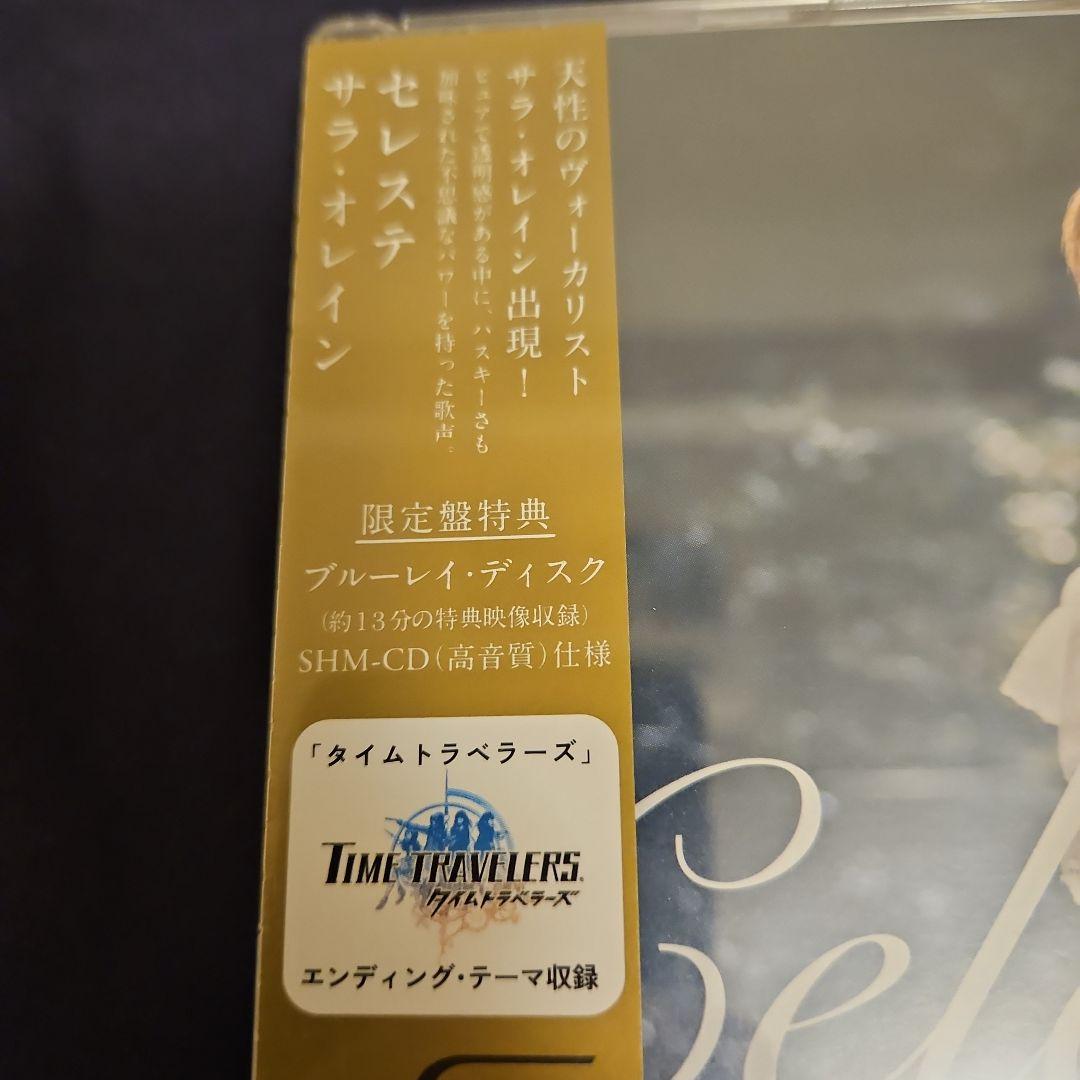 天性のヴォーカリスト
サラ・オレイン出現!
ピュアで透明感がある中に、ハスキーさも
加味された不思議なパワーを持った歌声。
セレステ
サラ・オレイン
限定盤特典
ブルーレイ・ディスク
(約13分の特典映像収録)
SHM-CD(高音質)仕様
「タイムトラベラーズ」
TIME TRAVELERS
タイムトラベラーズ
エンディング・テーマ収録
Cel